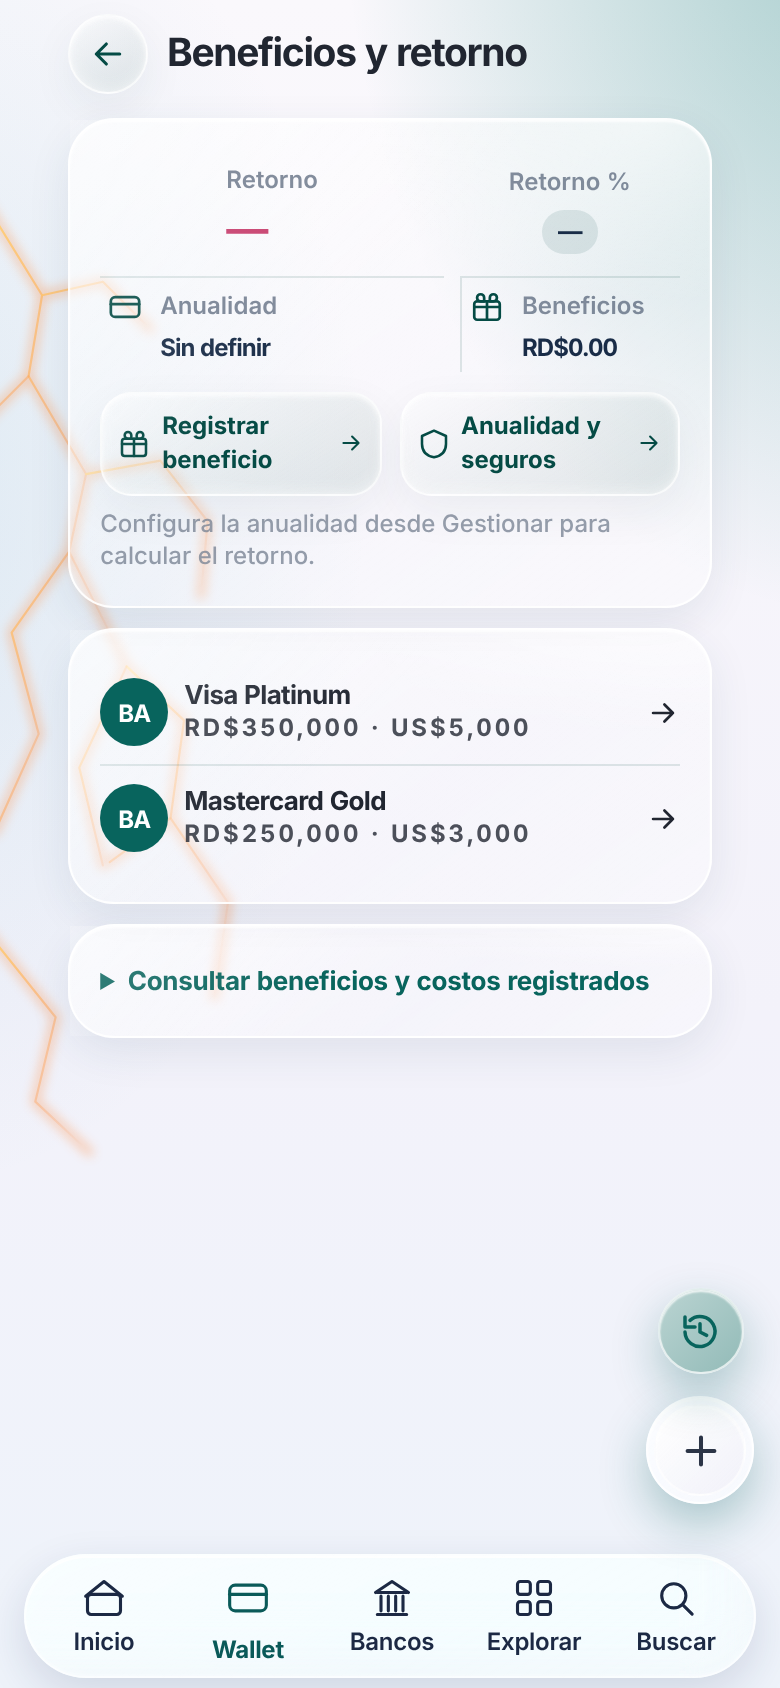 Beneficios y retorno
Retorno
Retorno %
—
—
Anualidad
Sin definir
Beneficios
RD$0.00
Registrar
beneficio
Anualidad y
seguros
Configura la anualidad desde Gestionar para
calcular el retorno.
BA
Visa Platinum
RD$350,000 · US$5,000
BA
Mastercard Gold
RD$250,000 · US$3,000
Consultar beneficios y costos registrados
Inicio
Wallet
Bancos
Explorar
Buscar